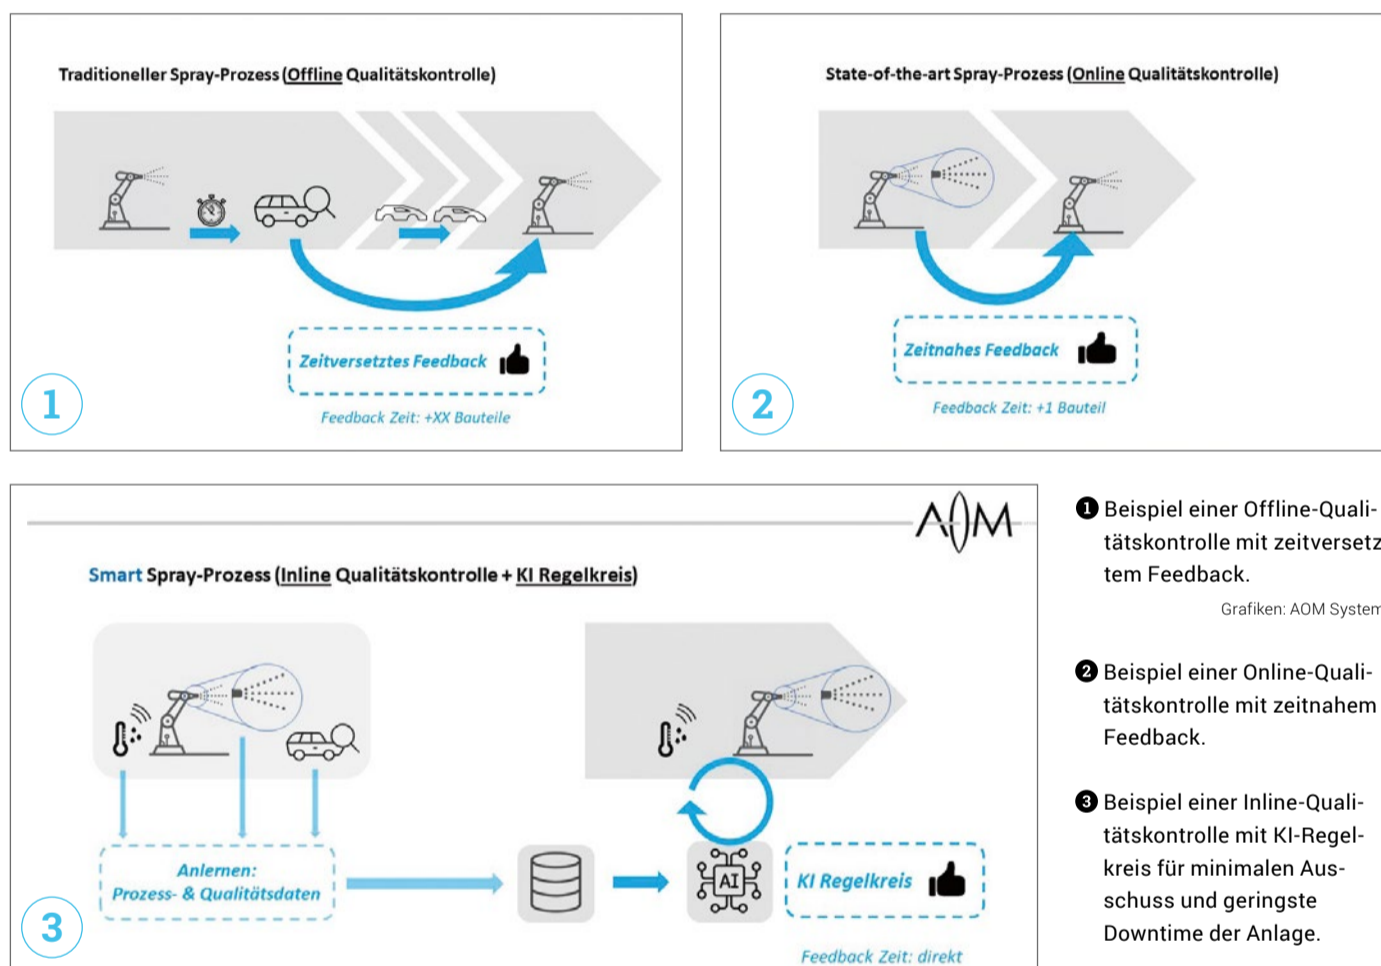 Traditioneller Spray-Prozess (Offline Qualitätskontrolle)
Zeitversetztes Feedback
Feedback Zeit: +XX Bauteile
1
State-of-the-art Spray-Prozess (Online Qualitätskontrolle)
Zeitnahes Feedback
Feedback Zeit: +1 Bauteil
2
AOM
Smart Spray-Prozess (Inline Qualitätskontrolle + KI Regelkreis)
Anlernen:
Prozess- & Qualitätsdaten
AI
KI Regelkreis
Feedback Zeit: direkt
3
1 Beispiel einer Offline-Quali-
tätskontrolle mit zeitversetz
tem Feedback.
Grafiken: AOM System
2 Beispiel einer Online-Quali-
tätskontrolle mit zeitnahem
Feedback.
3 Beispiel einer Inline-Quali-
tätskontrolle mit KI-Regel-
kreis für minimalen Aus-
schuss und geringste
Downtime der Anlage.